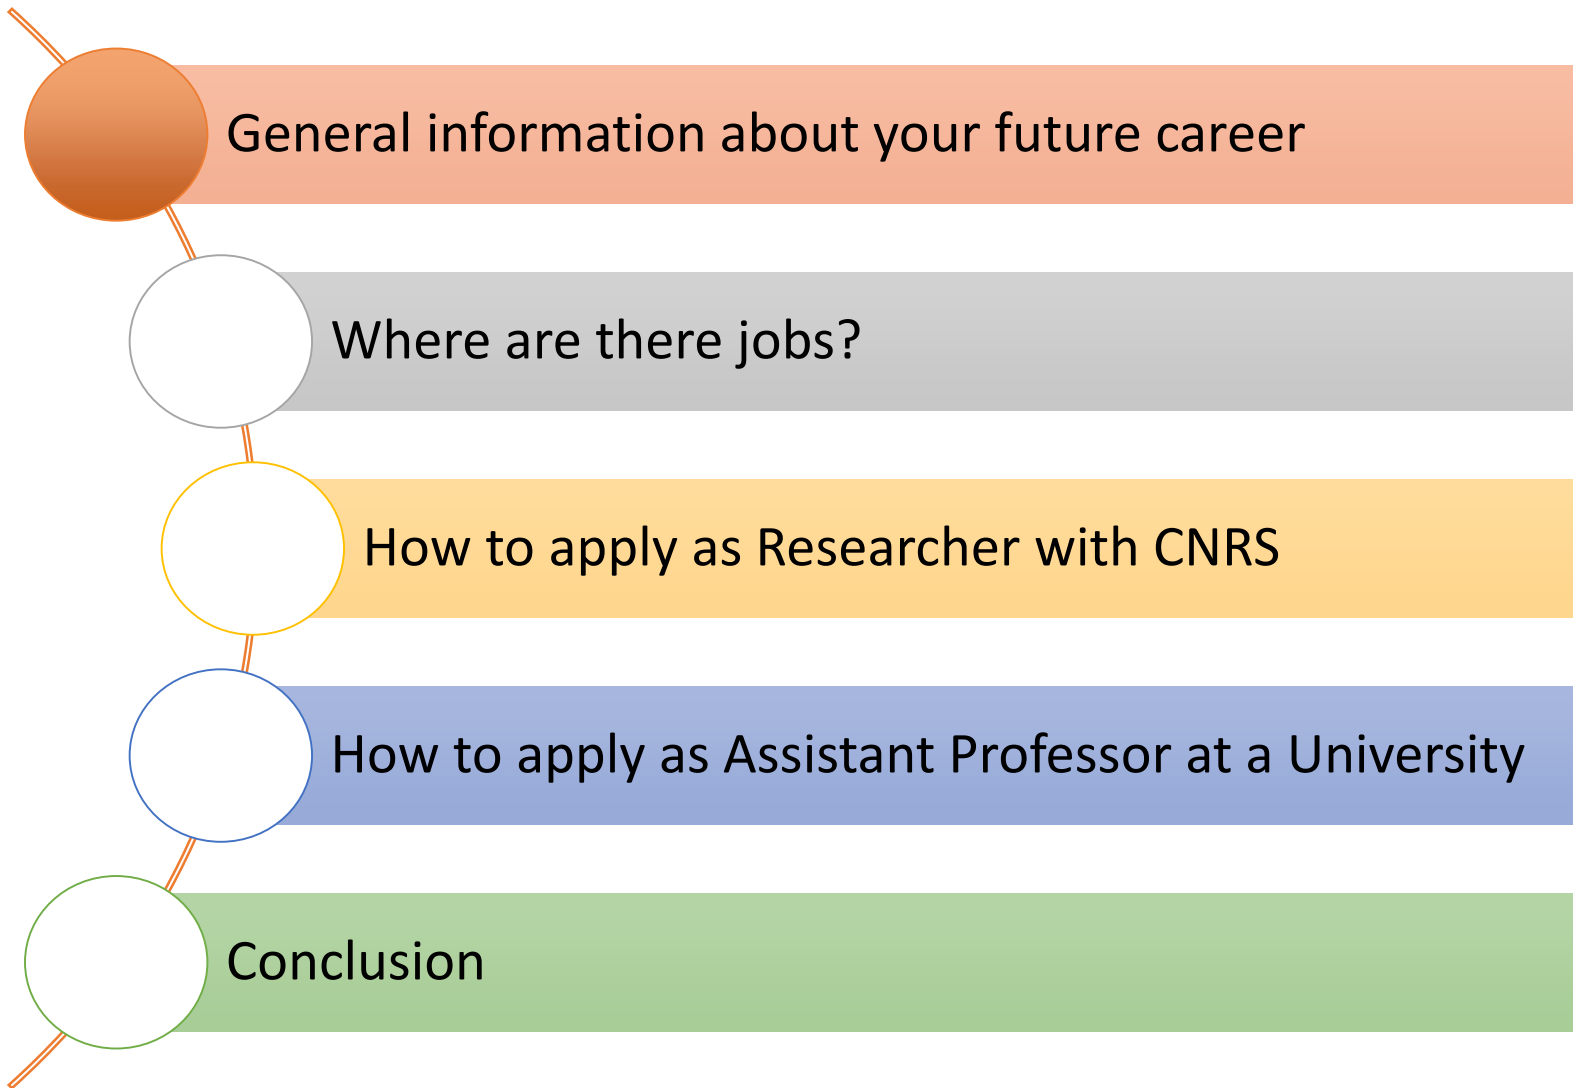 General information about your future career
Where are there jobs?
How to apply as Researcher with CNRS
How to apply as Assistant Professor at a University
Conclusion